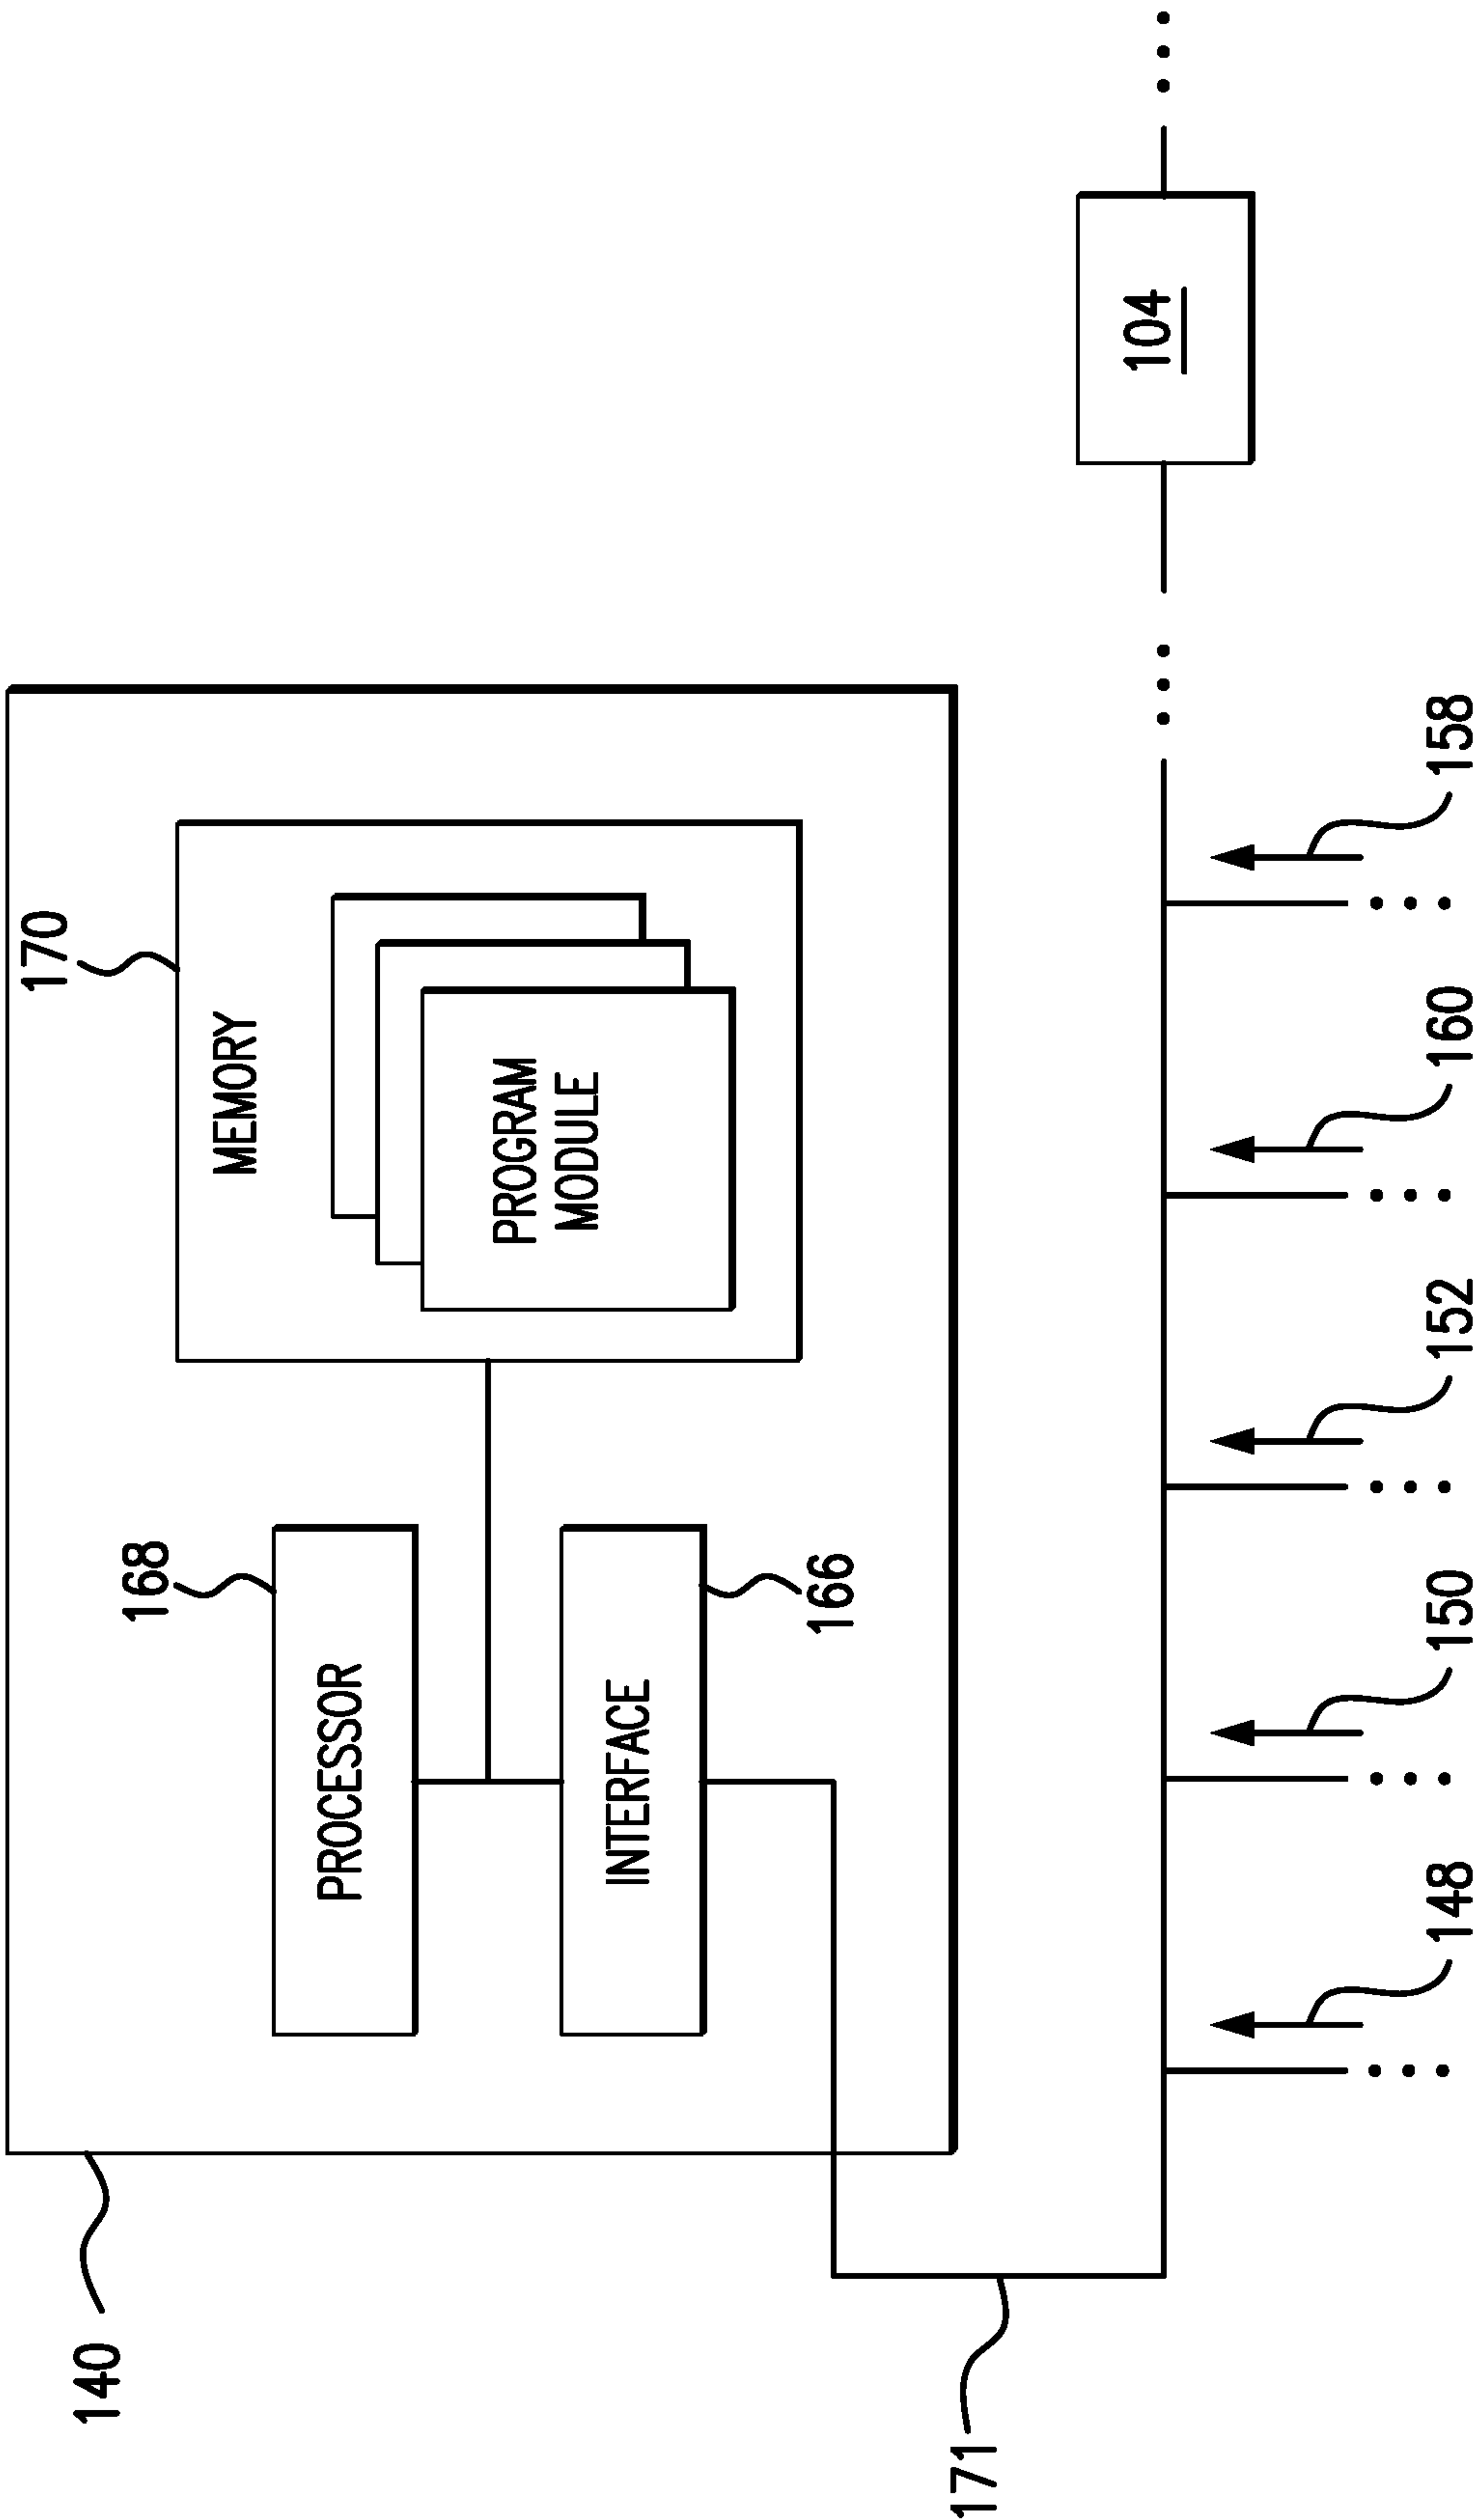 140
168
PROCESSOR
170
MEMORY
PROGRAM
MODULE
INTERFACE
166
171
104
148
150
152
160
158